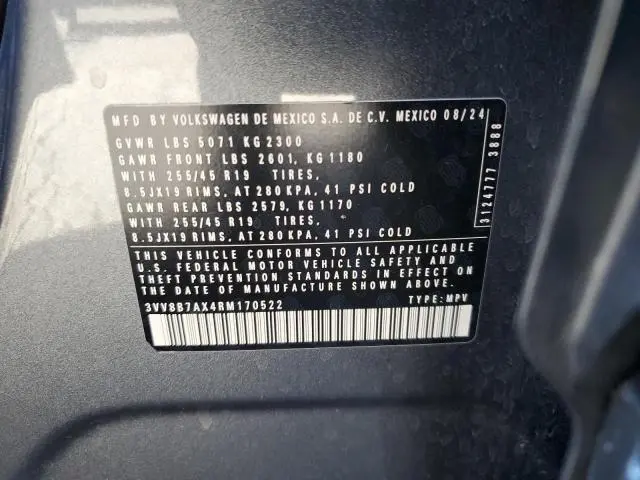 MFD BY VOLKSWAGEN DE MEXICO S.A. DE C.V. MEXICO 08/24
GVWR LBS 5071 KG 2300
GAWR FRONT LBS 2601, KG 1180
WITH 255/45 R19 TIRES,
8.5JX19 RIMS, AT 280 KPA, 41 PSI COLD
GAWR REAR LBS 2579, KG 1170
WITH 255/45 R19 TIRES,
8.5JX19 RIMS, AT 280 KPA, 41 PSI COLD
THIS VEHICLE CONFORMS TO ALL APPLICABLE
U.S. FEDERAL MOTOR VEHICLE SAFETY AND
THEFT PREVENTION STANDARDS IN EFFECT ON
THE DATE OF MANUFACTURE SHOWN ABOVE.
3VV8B7AX4RM170522 TYPE: MPV
3124777 3888